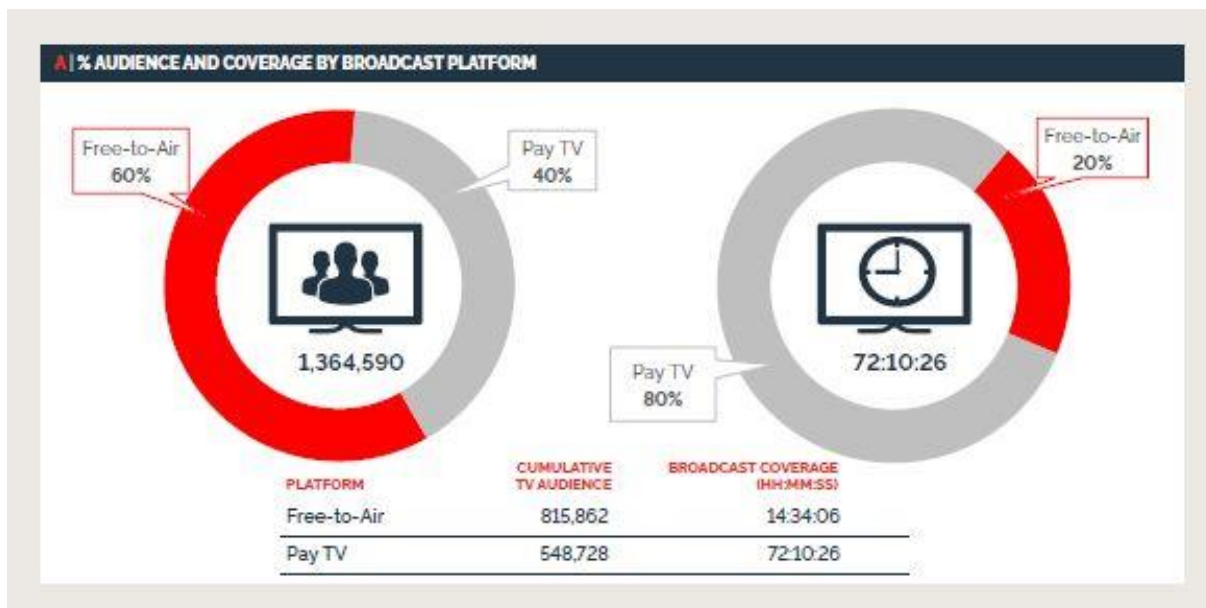 A | % AUDIENCE AND COVERAGE BY BROADCAST PLATFORM
Free-to-Air
60%
Pay TV
40%
1,364,590
Free-to-Air
20%
Pay TV
80%
72:10:26
PLATFORM
CUMULATIVE
TV AUDIENCE
BROADCAST COVERAGE
(HH:MM:SS)
Free-to-Air 815,862 14:34:06
Pay TV 548,728 72:10:26